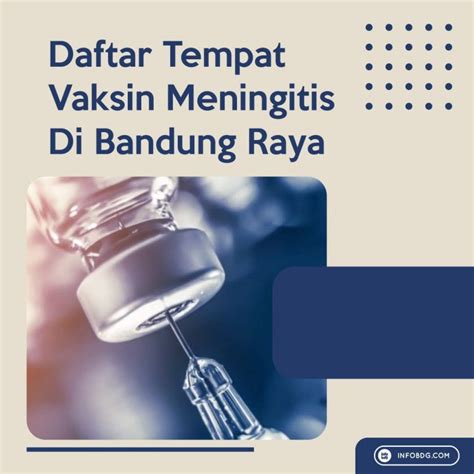 Daftar Tempat
Vaksin Meningitis
Di Bandung Raya
INFOBDG.COM